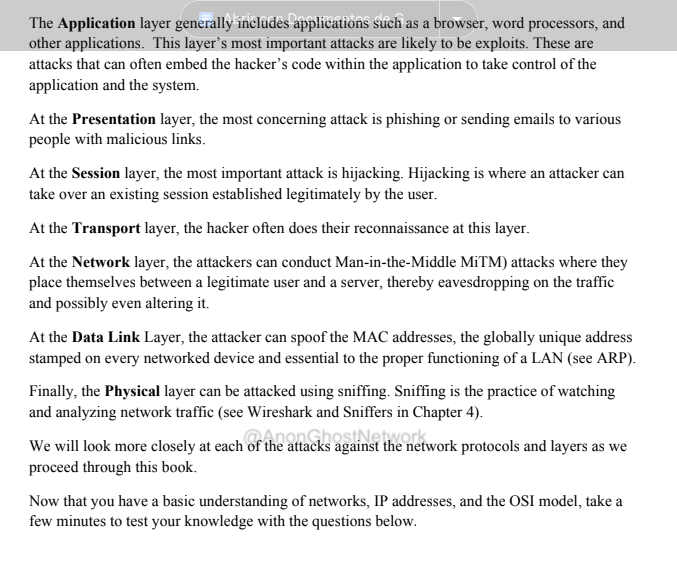 Abrir con Documentos de G
The Application layer generally includes applications such as a browser, word processors, and
other applications.  This layer's most important attacks are likely to be exploits. These are
attacks that can often embed the hacker's code within the application to take control of the
application and the system.
At the Presentation layer, the most concerning attack is phishing or sending emails to various
people with malicious links.
At the Session layer, the most important attack is hijacking. Hijacking is where an attacker can
take over an existing session established legitimately by the user.
At the Transport layer, the hacker often does their reconnaissance at this layer.
At the Network layer, the attackers can conduct Man-in-the-Middle MiTM) attacks where they
place themselves between a legitimate user and a server, thereby eavesdropping on the traffic
and possibly even altering it.
At the Data Link Layer, the attacker can spoof the MAC addresses, the globally unique address
stamped on every networked device and essential to the proper functioning of a LAN (see ARP).
Finally, the Physical layer can be attacked using sniffing. Sniffing is the practice of watching
and analyzing network traffic (see Wireshark and Sniffers in Chapter 4).
@AnonGhostNetwork
We will look more closely at each of the attacks against the network protocols and layers as we
proceed through this book.
Now that you have a basic understanding of networks, IP addresses, and the OSI model, take a
few minutes to test your knowledge with the questions below.